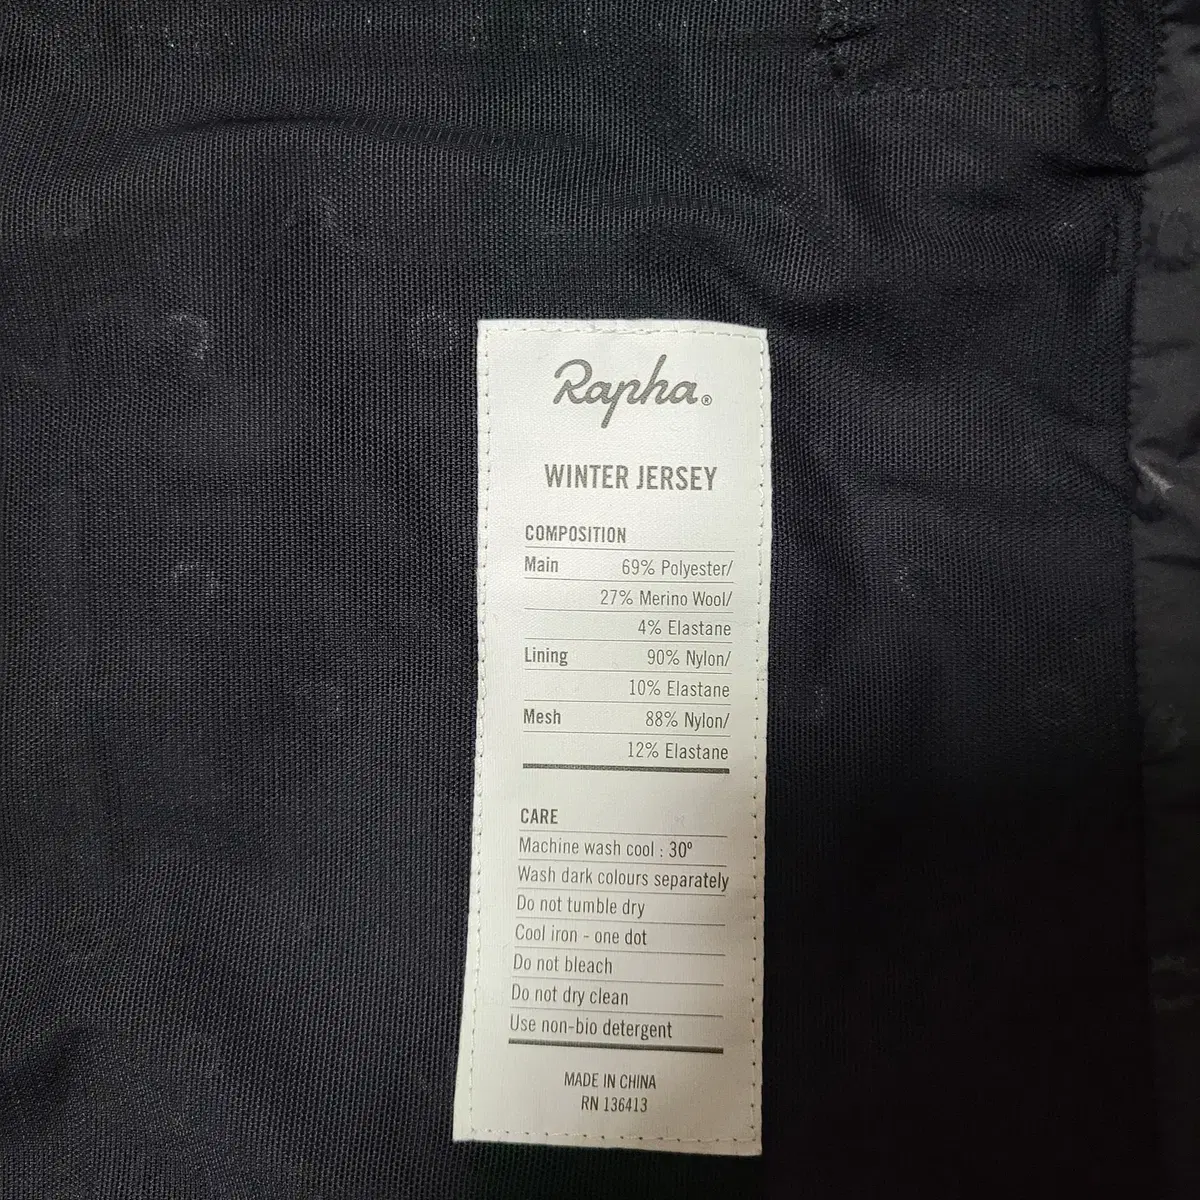 Rapha®
WINTER JERSEY
COMPOSITION
Main 69% Polyester/
27% Merino Wool/
4% Elastane
Lining 90% Nylon/
10% Elastane
Mesh 88% Nylon/
12% Elastane
CARE
Machine wash cool : 30º
Wash dark colours separately
Do not tumble dry
Cool iron - one dot
Do not bleach
Do not dry clean
Use non-bio detergent
MADE IN CHINA
RN 136413